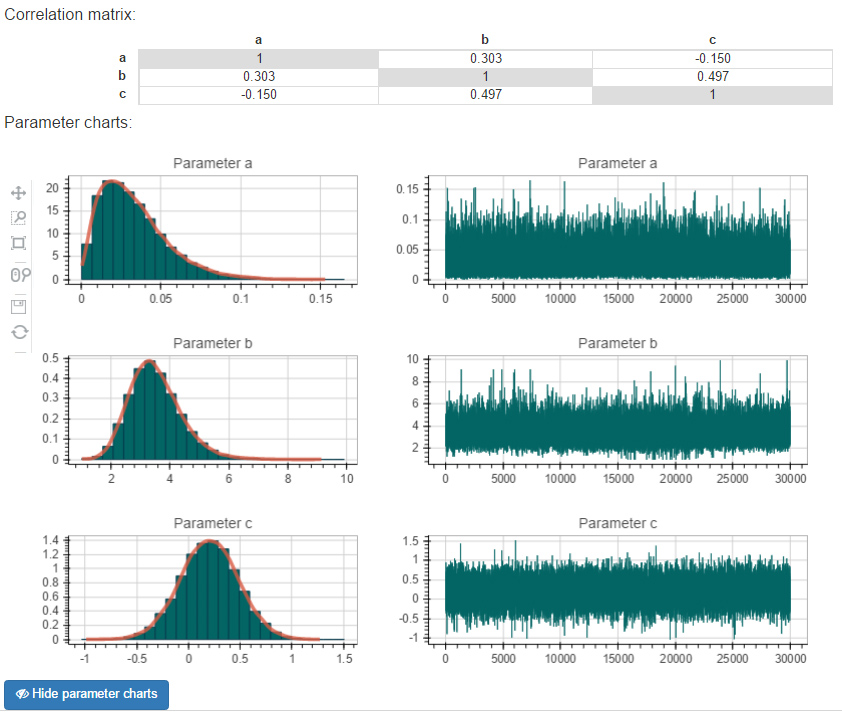 Correlation matrix:
a b c
a 1 0.303 -0.150
b 0.303 1 0.497
c -0.150 0.497 1
Parameter charts:
Parameter a
20
15
10
5
0
0 0.05 0.1 0.15
Parameter a
0.15
0.1
0.05
0
0 5000 10000 15000 20000 25000 30000
Parameter b
0.5
0.4
0.3
0.2
0.1
0
2 4 6 8 10
Parameter b
10
8
6
4
2
0 5000 10000 15000 20000 25000 30000
Parameter c
1.4
1.2
1
0.8
0.6
0.4
0.2
0
-1 -0.5 0 0.5 1 1.5
Parameter c
1.5
1
0.5
0
-0.5
-1
0 5000 10000 15000 20000 25000 30000
Hide parameter charts